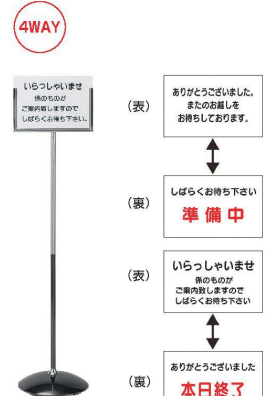 4WAY
いらっしゃいませ
係のものが
ご案内致しますので
しばらくお待ち下さい。
(表)
ありがとうございました。
またのお越しを
お待ちしております。
(裏)
しばらくお待ち下さい
準備中
(表)
いらっしゃいませ
係のものが
ご案内致しますので
しばらくお待ち下さい
(裏)
ありがとうございました
本日終了